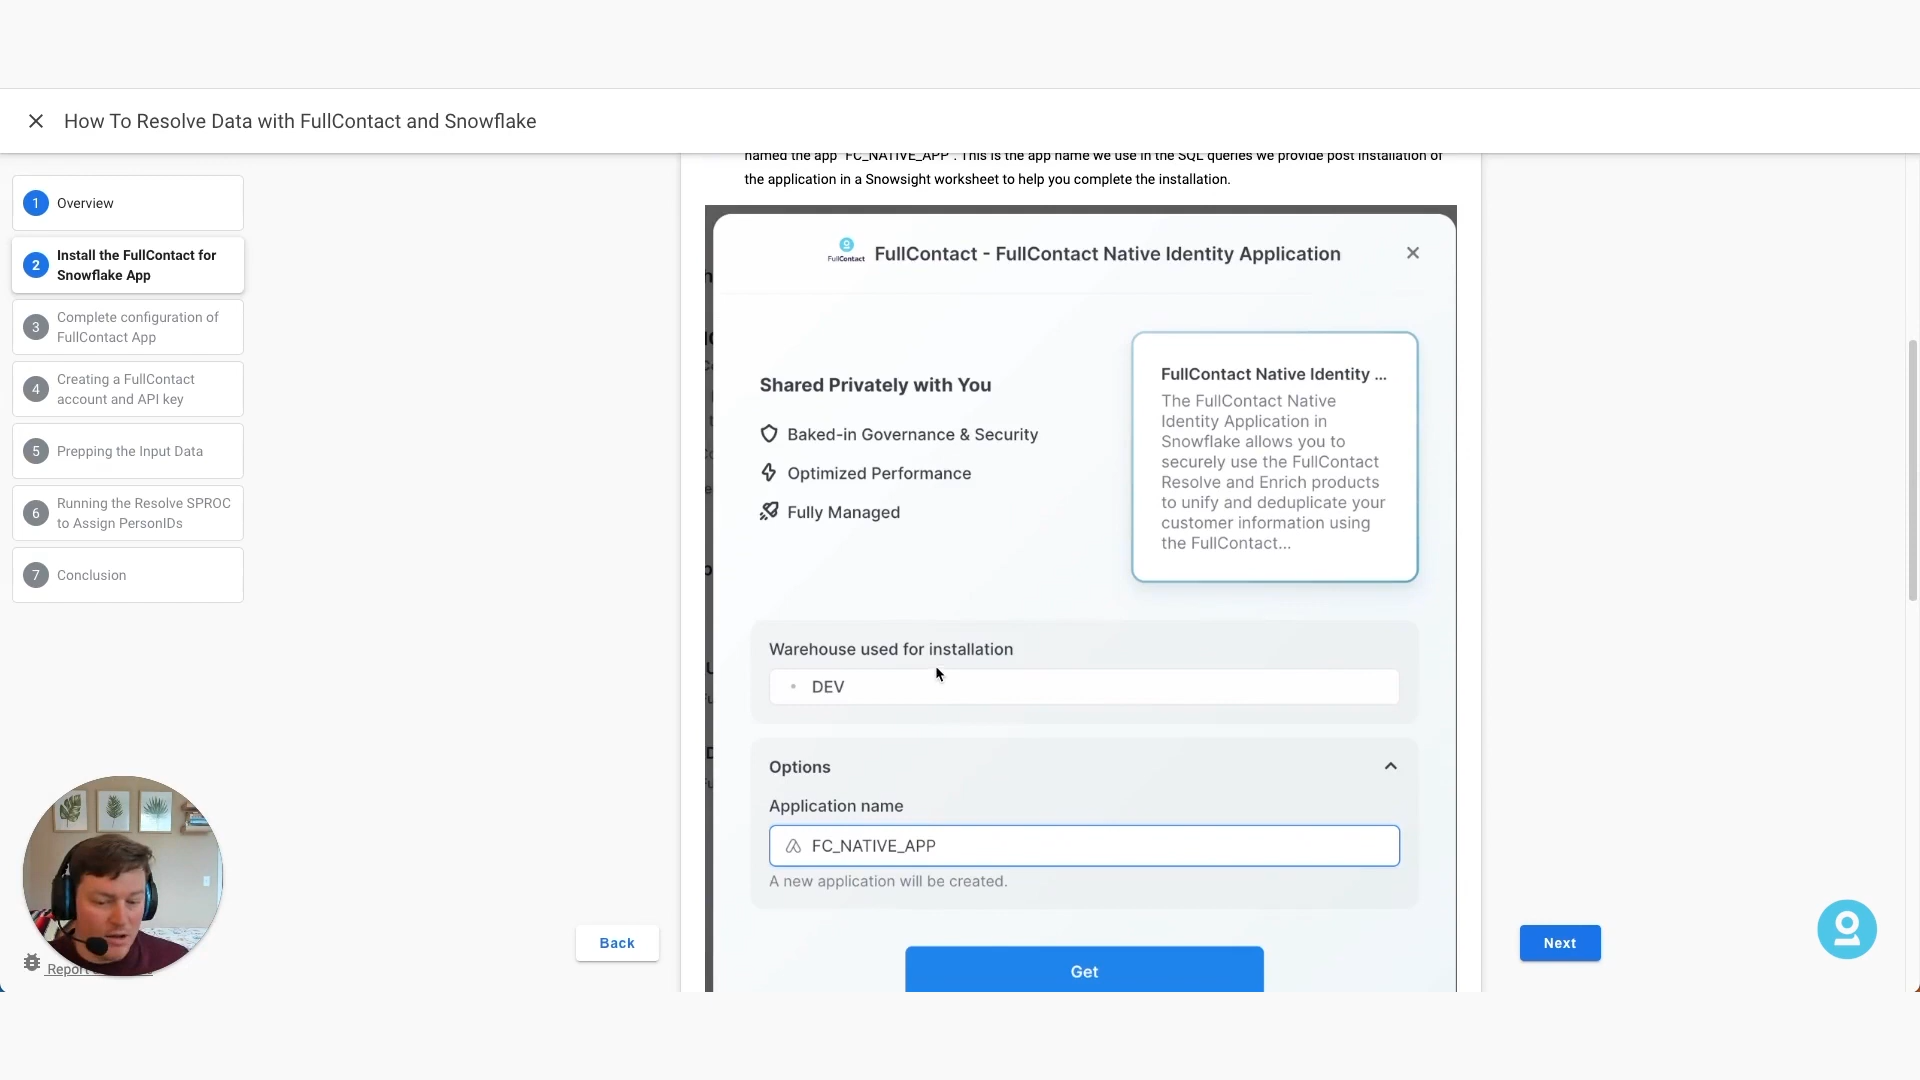 How To Resolve Data with FullContact and Snowflake
1 Overview
2 Install the FullContact for
Snowflake App
3 Complete configuration of
FullContact App
4 Creating a FullContact
account and API key
5 Prepping the Input Data
6 Running the Resolve SPROC
to Assign PersonIDs
7 Conclusion
Report
named the app "FC_NATIVE_APP". This is the app name we use in the SQL queries we provide post installation of
the application in a Snowsight worksheet to help you complete the installation.
FullContact
FullContact - FullContact Native Identity Application
Shared Privately with You
Baked-in Governance & Security
Optimized Performance
Fully Managed
FullContact Native Identity ...
The FullContact Native
Identity Application in
Snowflake allows you to
securely use the FullContact
Resolve and Enrich products
to unify and deduplicate your
customer information using
the FullContact...
Warehouse used for installation
DEV
Options
Application name
FC_NATIVE_APP
A new application will be created.
Get
Back
Next